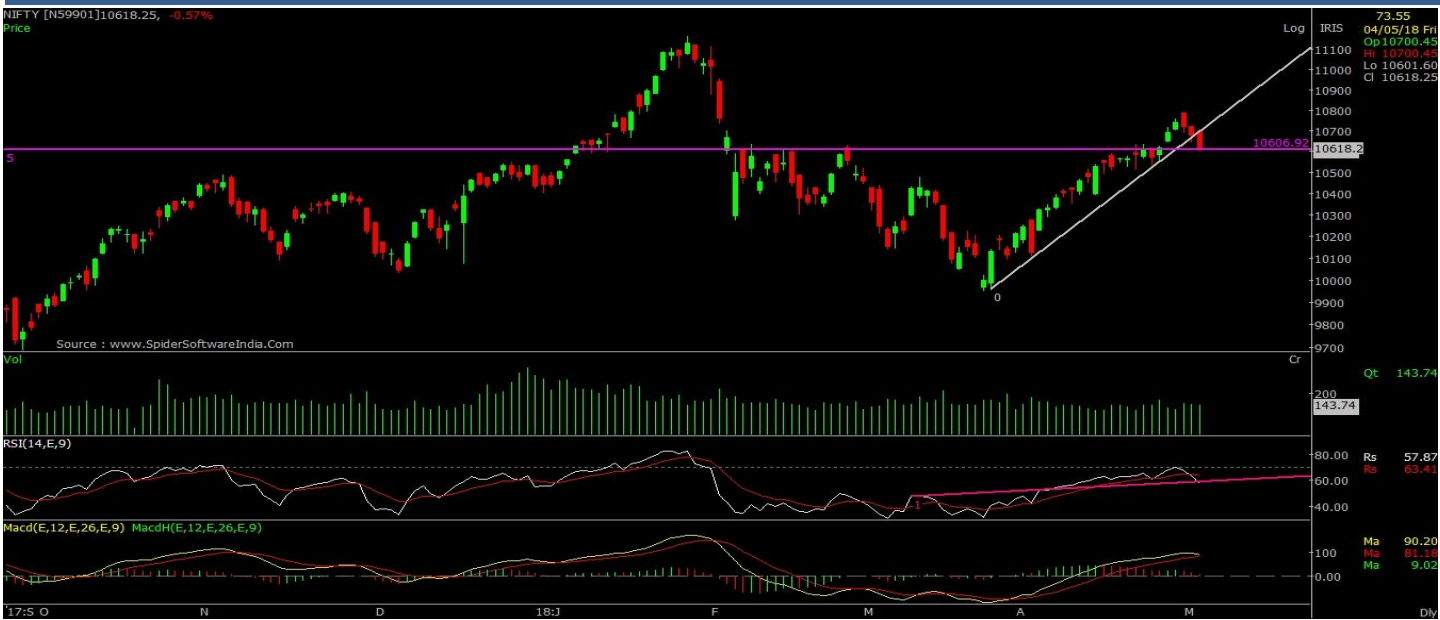 NIFTY [N59901]10618.25, -0.57%
Price
Log
IRIS
73.55
04/05/18 Fri
Op10700.45
Hi 10700.45
Lo 10601.60
Cl 10618.25
11100
11000
10900
10800
10700
10606.92
10618.2
5
10500
10400
10300
10200
10100
10000
0
9900
9800
9700
Source : www.SpiderSoftwareIndia.Com
Vol
Cr
Qt 143.74
200
143.74
RSI(14,E,9)
80.00
60.00
40.00
Rs 57.87
Rs 63.41
1
Macd(E,12,E,26,E,9) MacdH(E,12,E,26,E,9)
100
0.00
Ma 90.20
Ma 81.18
Ma 9.02
'17:S O N D 18:J F M A M Dly